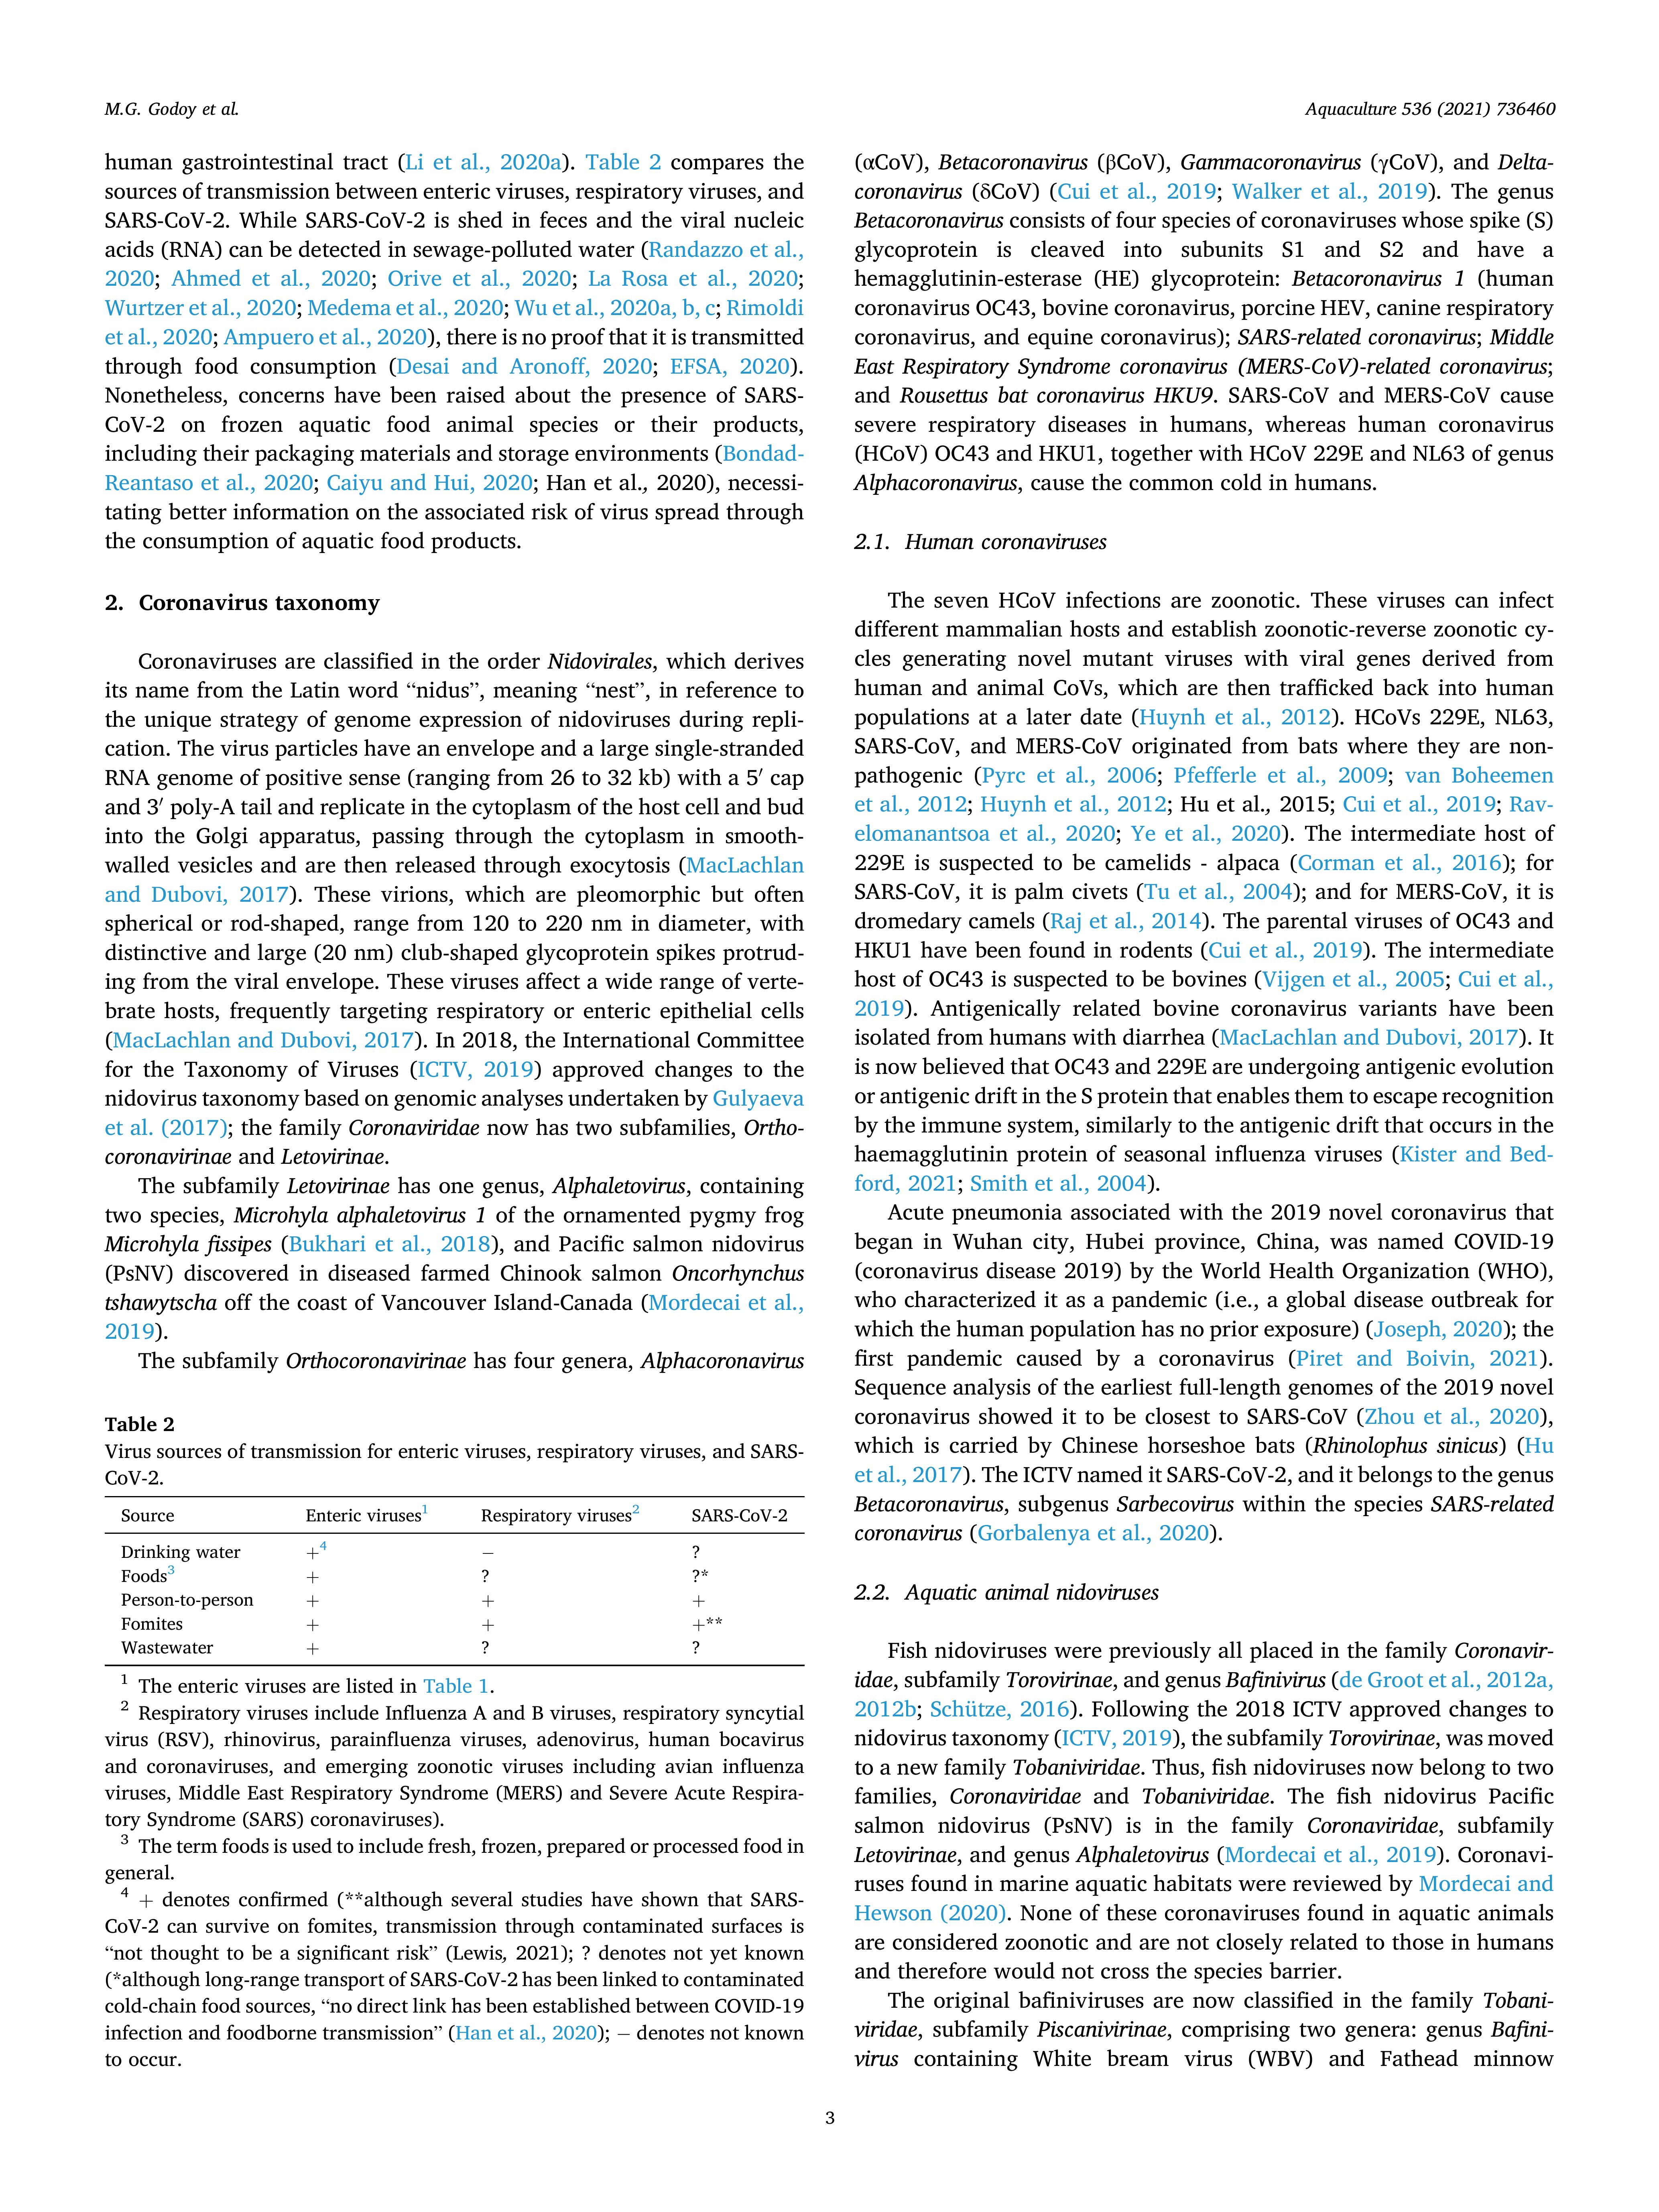 M.G. Godoy et al.
Aquaculture 536 (2021) 736460
human gastrointestinal tract (Li et al., 2020a). Table 2 compares the
sources of transmission between enteric viruses, respiratory viruses, and
SARS-CoV-2. While SARS-CoV-2 is shed in feces and the viral nucleic
acids (RNA) can be detected in sewage-polluted water (Randazzo et al.,
2020; Ahmed et al., 2020; Orive et al., 2020; La Rosa et al., 2020;
Wurtzer et al., 2020; Medema et al., 2020; Wu et al., 2020a, b, c; Rimoldi
et al., 2020; Ampuero et al., 2020), there is no proof that it is transmitted
through food consumption (Desai and Aronoff, 2020; EFSA, 2020).
Nonetheless, concerns have been raised about the presence of SARS-
CoV-2 on frozen aquatic food animal species or their products,
including their packaging materials and storage environments (Bondad-
Reantaso et al., 2020; Caiyu and Hui, 2020; Han et al., 2020), necessi-
tating better information on the associated risk of virus spread through
the consumption of aquatic food products.
2. Coronavirus taxonomy
Coronaviruses are classified in the order Nidovirales, which derives
its name from the Latin word “nidus”, meaning “nest”, in reference to
the unique strategy of genome expression of nidoviruses during repli-
cation. The virus particles have an envelope and a large single-stranded
RNA genome of positive sense (ranging from 26 to 32 kb) with a 5′ cap
and 3′ poly-A tail and replicate in the cytoplasm of the host cell and bud
into the Golgi apparatus, passing through the cytoplasm in smooth-
walled vesicles and are then released through exocytosis (MacLachlan
and Dubovi, 2017). These virions, which are pleomorphic but often
spherical or rod-shaped, range from 120 to 220 nm in diameter, with
distinctive and large (20 nm) club-shaped glycoprotein spikes protrud-
ing from the viral envelope. These viruses affect a wide range of verte-
brate hosts, frequently targeting respiratory or enteric epithelial cells
(MacLachlan and Dubovi, 2017). In 2018, the International Committee
for the Taxonomy of Viruses (ICTV, 2019) approved changes to the
nidovirus taxonomy based on genomic analyses undertaken by Gulyaeva
et al. (2017); the family Coronaviridae now has two subfamilies, Ortho-
coronavirinae and Letovirinae.
The subfamily Letovirinae has one genus, Alphaletovirus, containing
two species, Microhyla alphaletovirus 1 of the ornamented pygmy frog
Microhyla fissipes (Bukhari et al., 2018), and Pacific salmon nidovirus
(PsNV) discovered in diseased farmed Chinook salmon Oncorhynchus
tshawytscha off the coast of Vancouver Island-Canada (Mordecai et al.,
2019).
The subfamily Orthocoronavirinae has four genera, Alphacoronavirus
Table 2
Virus sources of transmission for enteric viruses, respiratory viruses, and SARS-
CoV-2.
Source Enteric viruses1 Respiratory viruses2 SARS-CoV-2
Drinking water +4 − ?
Foods3 + ? ?*
Person-to-person + + +
Fomites + + +**
Wastewater + ? ?
1 The enteric viruses are listed in Table 1.
2 Respiratory viruses include Influenza A and B viruses, respiratory syncytial
virus (RSV), rhinovirus, parainfluenza viruses, adenovirus, human bocavirus
and coronaviruses, and emerging zoonotic viruses including avian influenza
viruses, Middle East Respiratory Syndrome (MERS) and Severe Acute Respira-
tory Syndrome (SARS) coronaviruses).
3 The term foods is used to include fresh, frozen, prepared or processed food in
general.
4 + denotes confirmed (**although several studies have shown that SARS-
CoV-2 can survive on fomites, transmission through contaminated surfaces is
“not thought to be a significant risk” (Lewis, 2021); ? denotes not yet known
(*although long-range transport of SARS-CoV-2 has been linked to contaminated
cold-chain food sources, “no direct link has been established between COVID-19
infection and foodborne transmission” (Han et al., 2020); − denotes not known
to occur.
(αCoV), Betacoronavirus (βCoV), Gammacoronavirus (γCoV), and Delta-
coronavirus (δCoV) (Cui et al., 2019; Walker et al., 2019). The genus
Betacoronavirus consists of four species of coronaviruses whose spike (S)
glycoprotein is cleaved into subunits S1 and S2 and have a
hemagglutinin-esterase (HE) glycoprotein: Betacoronavirus 1 (human
coronavirus OC43, bovine coronavirus, porcine HEV, canine respiratory
coronavirus, and equine coronavirus); SARS-related coronavirus; Middle
East Respiratory Syndrome coronavirus (MERS-CoV)-related coronavirus;
and Rousettus bat coronavirus HKU9. SARS-CoV and MERS-CoV cause
severe respiratory diseases in humans, whereas human coronavirus
(HCoV) OC43 and HKU1, together with HCoV 229E and NL63 of genus
Alphacoronavirus, cause the common cold in humans.
2.1. Human coronaviruses
The seven HCoV infections are zoonotic. These viruses can infect
different mammalian hosts and establish zoonotic-reverse zoonotic cy-
cles generating novel mutant viruses with viral genes derived from
human and animal CoVs, which are then trafficked back into human
populations at a later date (Huynh et al., 2012). HCoVs 229E, NL63,
SARS-CoV, and MERS-CoV originated from bats where they are non-
pathogenic (Pyrc et al., 2006; Pfefferle et al., 2009; van Boheemen
et al., 2012; Huynh et al., 2012; Hu et al., 2015; Cui et al., 2019; Rav-
elomanantsoa et al., 2020; Ye et al., 2020). The intermediate host of
229E is suspected to be camelids - alpaca (Corman et al., 2016); for
SARS-CoV, it is palm civets (Tu et al., 2004); and for MERS-CoV, it is
dromedary camels (Raj et al., 2014). The parental viruses of OC43 and
HKU1 have been found in rodents (Cui et al., 2019). The intermediate
host of OC43 is suspected to be bovines (Vijgen et al., 2005; Cui et al.,
2019). Antigenically related bovine coronavirus variants have been
isolated from humans with diarrhea (MacLachlan and Dubovi, 2017). It
is now believed that OC43 and 229E are undergoing antigenic evolution
or antigenic drift in the S protein that enables them to escape recognition
by the immune system, similarly to the antigenic drift that occurs in the
haemagglutinin protein of seasonal influenza viruses (Kister and Bed-
ford, 2021; Smith et al., 2004).
Acute pneumonia associated with the 2019 novel coronavirus that
began in Wuhan city, Hubei province, China, was named COVID-19
(coronavirus disease 2019) by the World Health Organization (WHO),
who characterized it as a pandemic (i.e., a global disease outbreak for
which the human population has no prior exposure) (Joseph, 2020); the
first pandemic caused by a coronavirus (Piret and Boivin, 2021).
Sequence analysis of the earliest full-length genomes of the 2019 novel
coronavirus showed it to be closest to SARS-CoV (Zhou et al., 2020),
which is carried by Chinese horseshoe bats (Rhinolophus sinicus) (Hu
et al., 2017). The ICTV named it SARS-CoV-2, and it belongs to the genus
Betacoronavirus, subgenus Sarbecovirus within the species SARS-related
coronavirus (Gorbalenya et al., 2020).
2.2. Aquatic animal nidoviruses
Fish nidoviruses were previously all placed in the family Coronavir-
idae, subfamily Torovirinae, and genus Bafinivirus (de Groot et al., 2012a,
2012b; Schütze, 2016). Following the 2018 ICTV approved changes to
nidovirus taxonomy (ICTV, 2019), the subfamily Torovirinae, was moved
to a new family Tobaniviridae. Thus, fish nidoviruses now belong to two
families, Coronaviridae and Tobaniviridae. The fish nidovirus Pacific
salmon nidovirus (PsNV) is in the family Coronaviridae, subfamily
Letovirinae, and genus Alphaletovirus (Mordecai et al., 2019). Coronavi-
ruses found in marine aquatic habitats were reviewed by Mordecai and
Hewson (2020). None of these coronaviruses found in aquatic animals
are considered zoonotic and are not closely related to those in humans
and therefore would not cross the species barrier.
The original bafiniviruses are now classified in the family Tobani-
viridae, subfamily Piscanivirinae, comprising two genera: genus Bafini-
virus containing White bream virus (WBV) and Fathead minnow
3